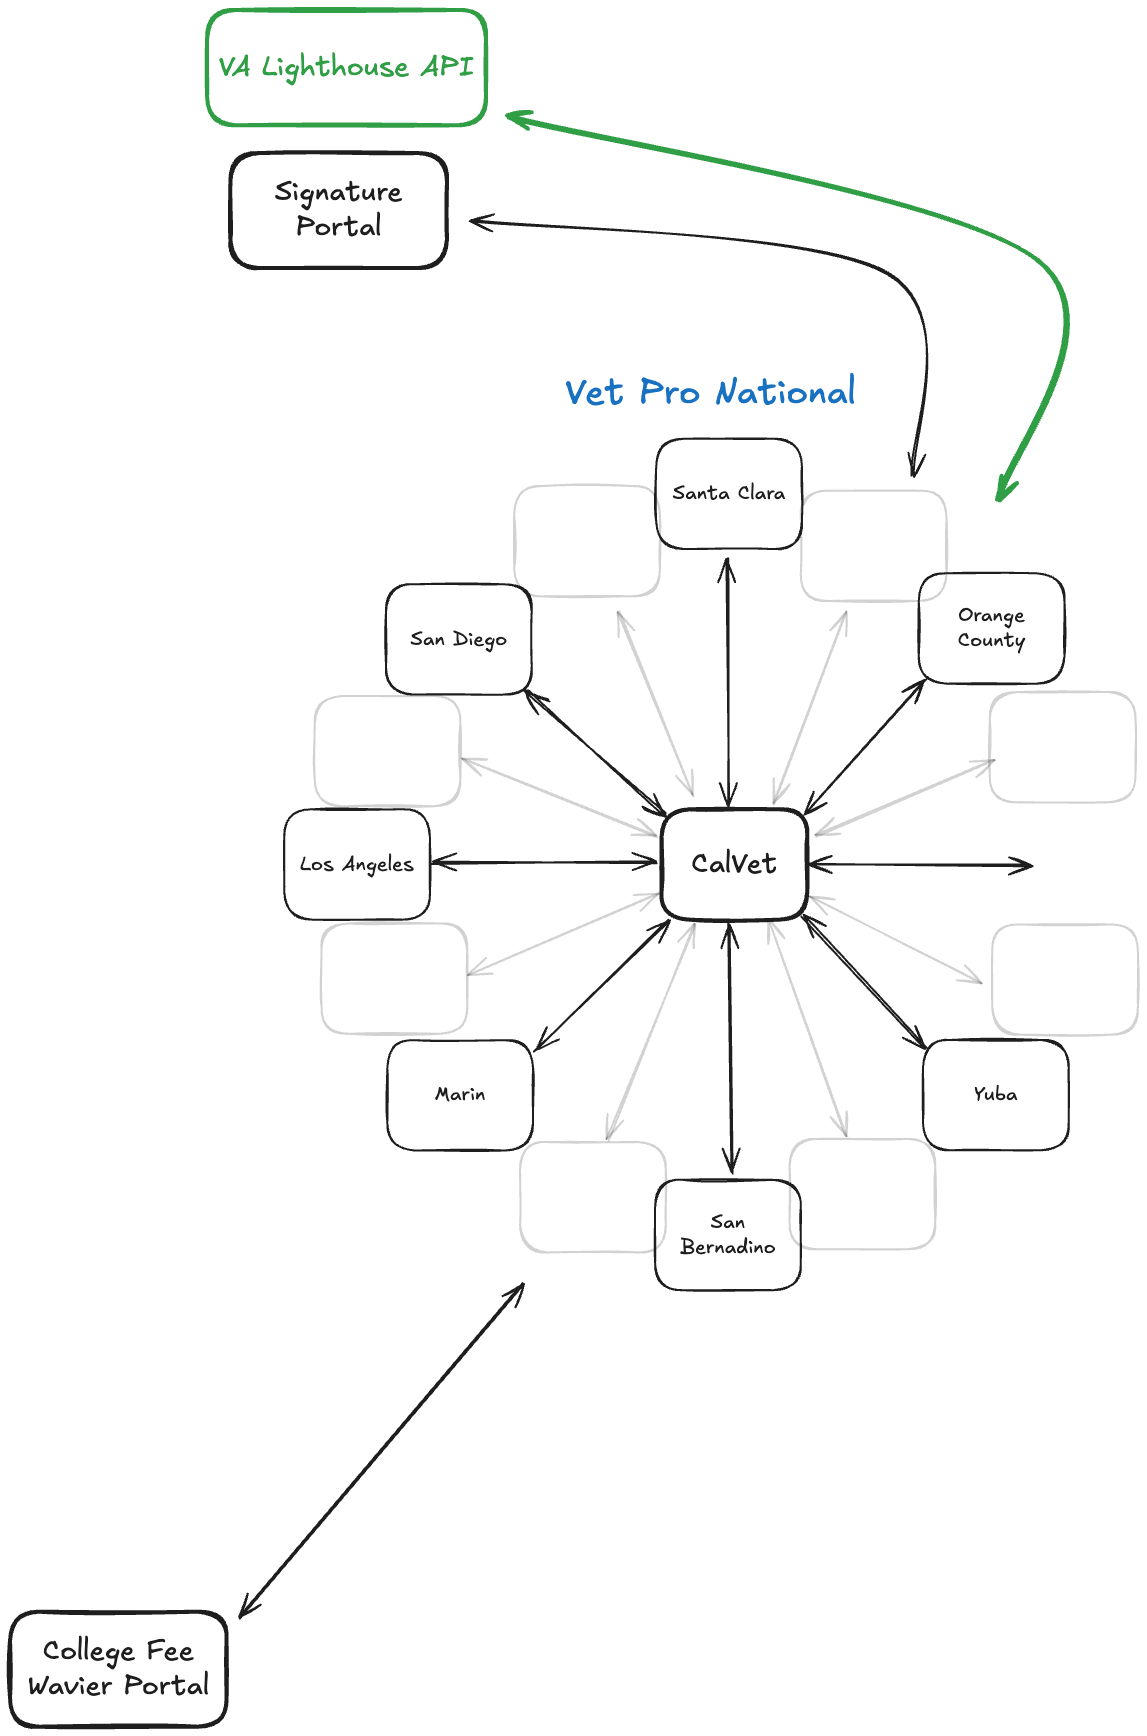 VA Lighthouse API
Signature
Portal
Vet Pro National
Santa Clara
Orange
County
San Diego
Los Angeles
CalVet
Marin
Yuba
San
Bernadino
College Fee
Wavier Portal